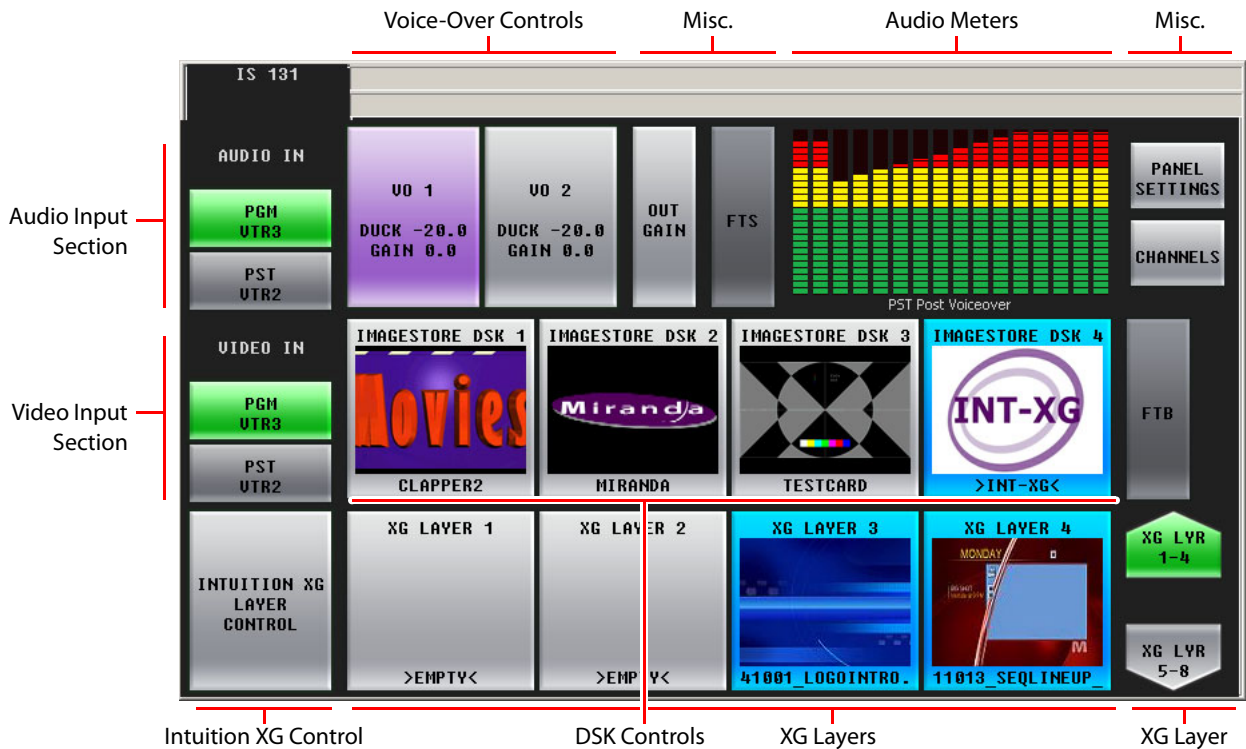 Voice-Over Controls
Misc.
Audio Meters
Misc.
IS 131
Audio Input
Section
AUDIO IN
PGM
VTR3
PST
VTR2
VO 1
DUCK -20.0
GAIN 0.0
VO 2
DUCK -20.0
GAIN 0.0
OUT
GAIN
FTS
PST Post Voiceover
PANEL
SETTINGS
CHANNELS
Video Input
Section
VIDEO IN
PGM
VTR3
PST
VTR2
IMAGESTORE DSK 1
Movies
CLAPPER2
IMAGESTORE DSK 2
Miranda
MIRANDA
IMAGESTORE DSK 3
TESTCARD
IMAGESTORE DSK 4
INT-XG
>INT-XG<
FTB
INTUITION XG
LAYER
CONTROL
XG LAYER 1
>EMPTY<
XG LAYER 2
>EMPTY<
XG LAYER 3
41001_LOGOINTRO.
XG LAYER 4
MONDAY
M
11013_SEQLINEUP_
XG LYR
1-4
XG LYR
5-8
Intuition XG Control
DSK Controls
XG Layers
XG Layer